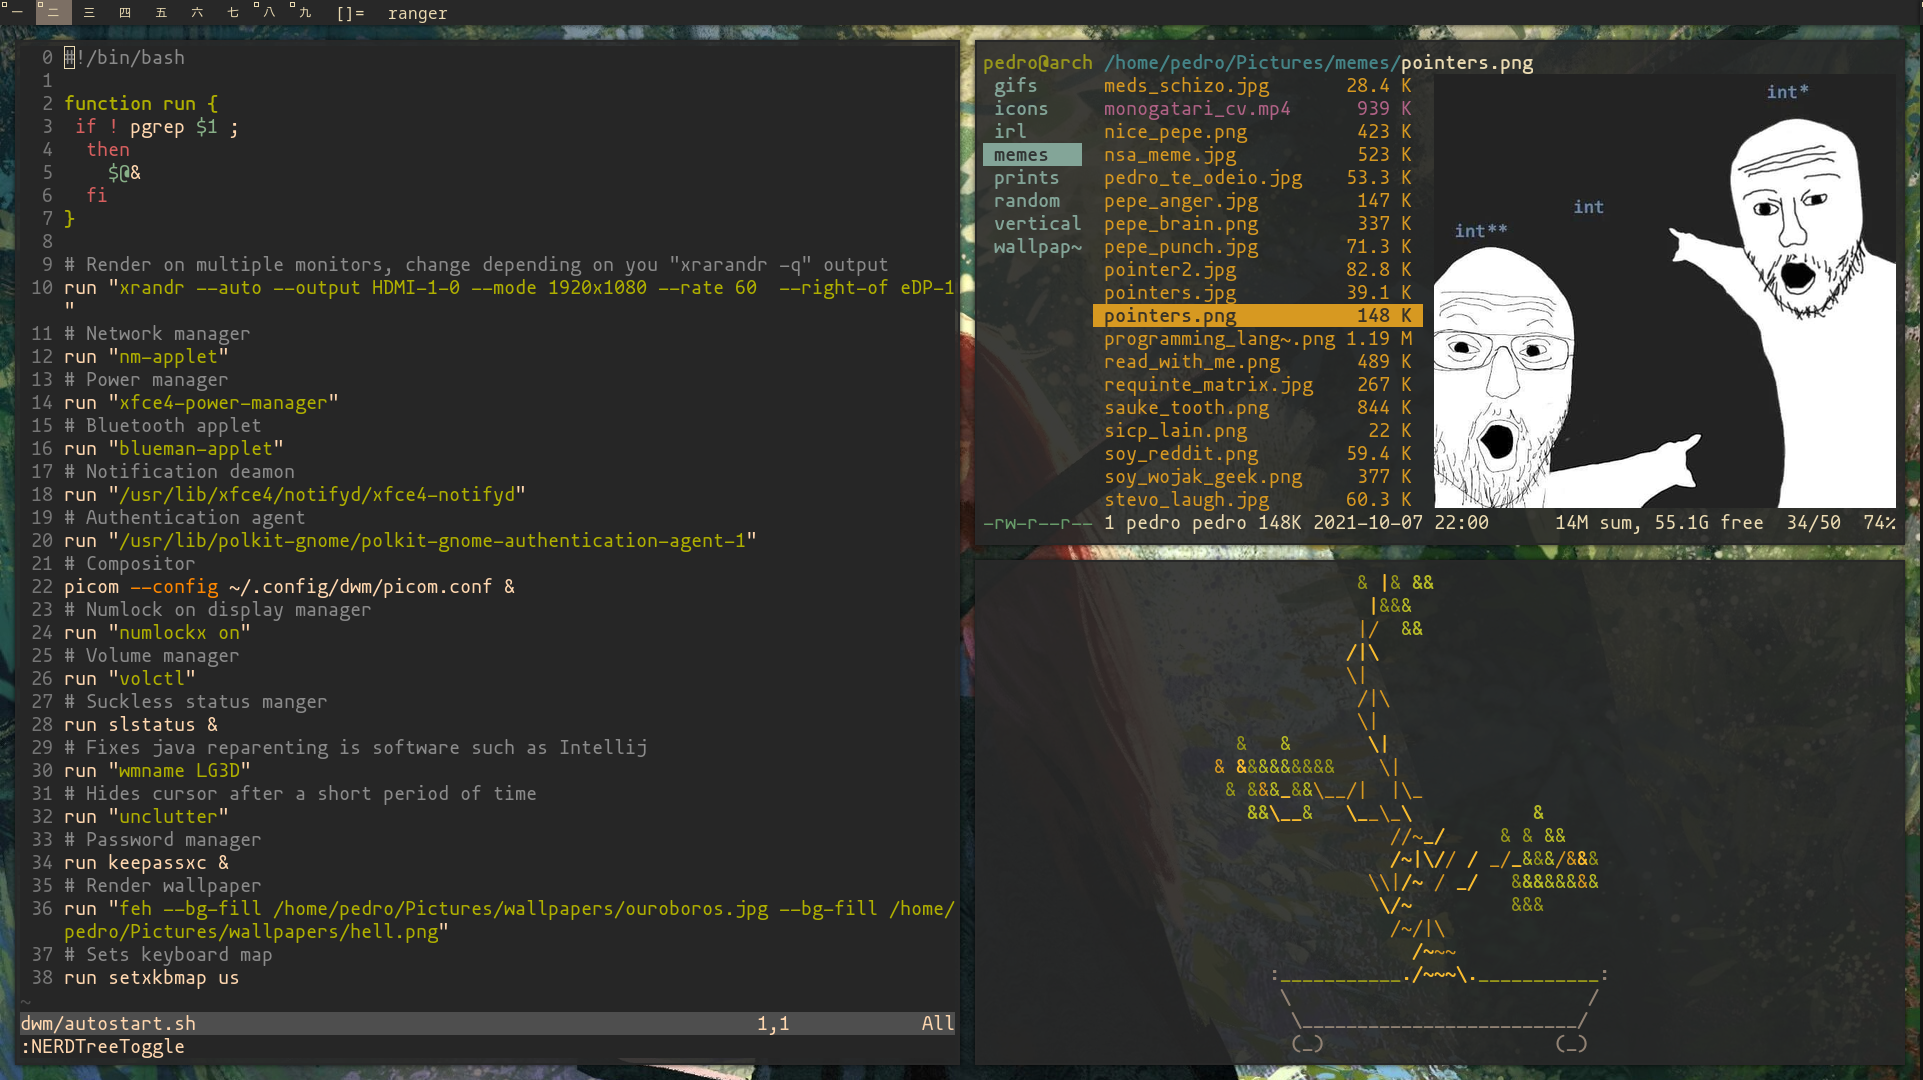 一 二 三 四 五 六 七 八 九 []= ranger
0 #!/bin/bash
1
2 function run {
3 if ! pgrep $1 ;
4 then
5 $@&
6 fi
7 }
8
9 # Render on multiple monitors, change depending on you "xrarandr -q" output
10 run "xrandr --auto --output HDMI-1-0 --mode 1920x1080 --rate 60  --right-of eDP-1
"
11 # Network manager
12 run "nm-applet"
13 # Power manager
14 run "xfce4-power-manager"
15 # Bluetooth applet
16 run "blueman-applet"
17 # Notification deamon
18 run "/usr/lib/xfce4/notifyd/xfce4-notifyd"
19 # Authentication agent
20 run "/usr/lib/polkit-gnome/polkit-gnome-authentication-agent-1"
21 # Compositor
22 picom --config ~/.config/dwm/picom.conf &
23 # Numlock on display manager
24 run "numlockx on"
25 # Volume manager
26 run "volctl"
27 # Suckless status manger
28 run slstatus &
29 # Fixes java reparenting is software such as Intellij
30 run "wmname LG3D"
31 # Hides cursor after a short period of time
32 run "unclutter"
33 # Password manager
34 run keepassxc &
35 # Render wallpaper
36 run "feh --bg-fill /home/pedro/Pictures/wallpapers/ouroboros.jpg --bg-fill /home/
pedro/Pictures/wallpapers/hell.png"
37 # Sets keyboard map
38 run setxkbmap us
~
dwm/autostart.sh 1,1 All
:NERDTreeToggle
pedro@arch /home/pedro/Pictures/memes/pointers.png
gifs
icons
irl
memes
prints
random
vertical
wallpap~
meds_schizo.jpg 28.4 K
monogatari_cv.mp4 939 K
nice_pepe.png 423 K
nsa_meme.jpg 523 K
pedro_te_odeio.jpg 53.3 K
pepe_anger.jpg 147 K
pepe_brain.png 337 K
pepe_punch.jpg 71.3 K
pointer2.jpg 82.8 K
pointers.jpg 39.1 K
pointers.png 148 K
programming_lang~.png 1.19 M
read_with_me.png 489 K
requinte_matrix.jpg 267 K
sauke_tooth.png 844 K
sicp_lain.png 22 K
soy_reddit.png 59.4 K
soy_wojak_geek.png 377 K
stevo_laugh.jpg 60.3 K
int*
int
int**
-rw-r--r-- 1 pedro pedro 148K 2021-10-07 22:00 14M sum, 55.1G free 34/50 74%